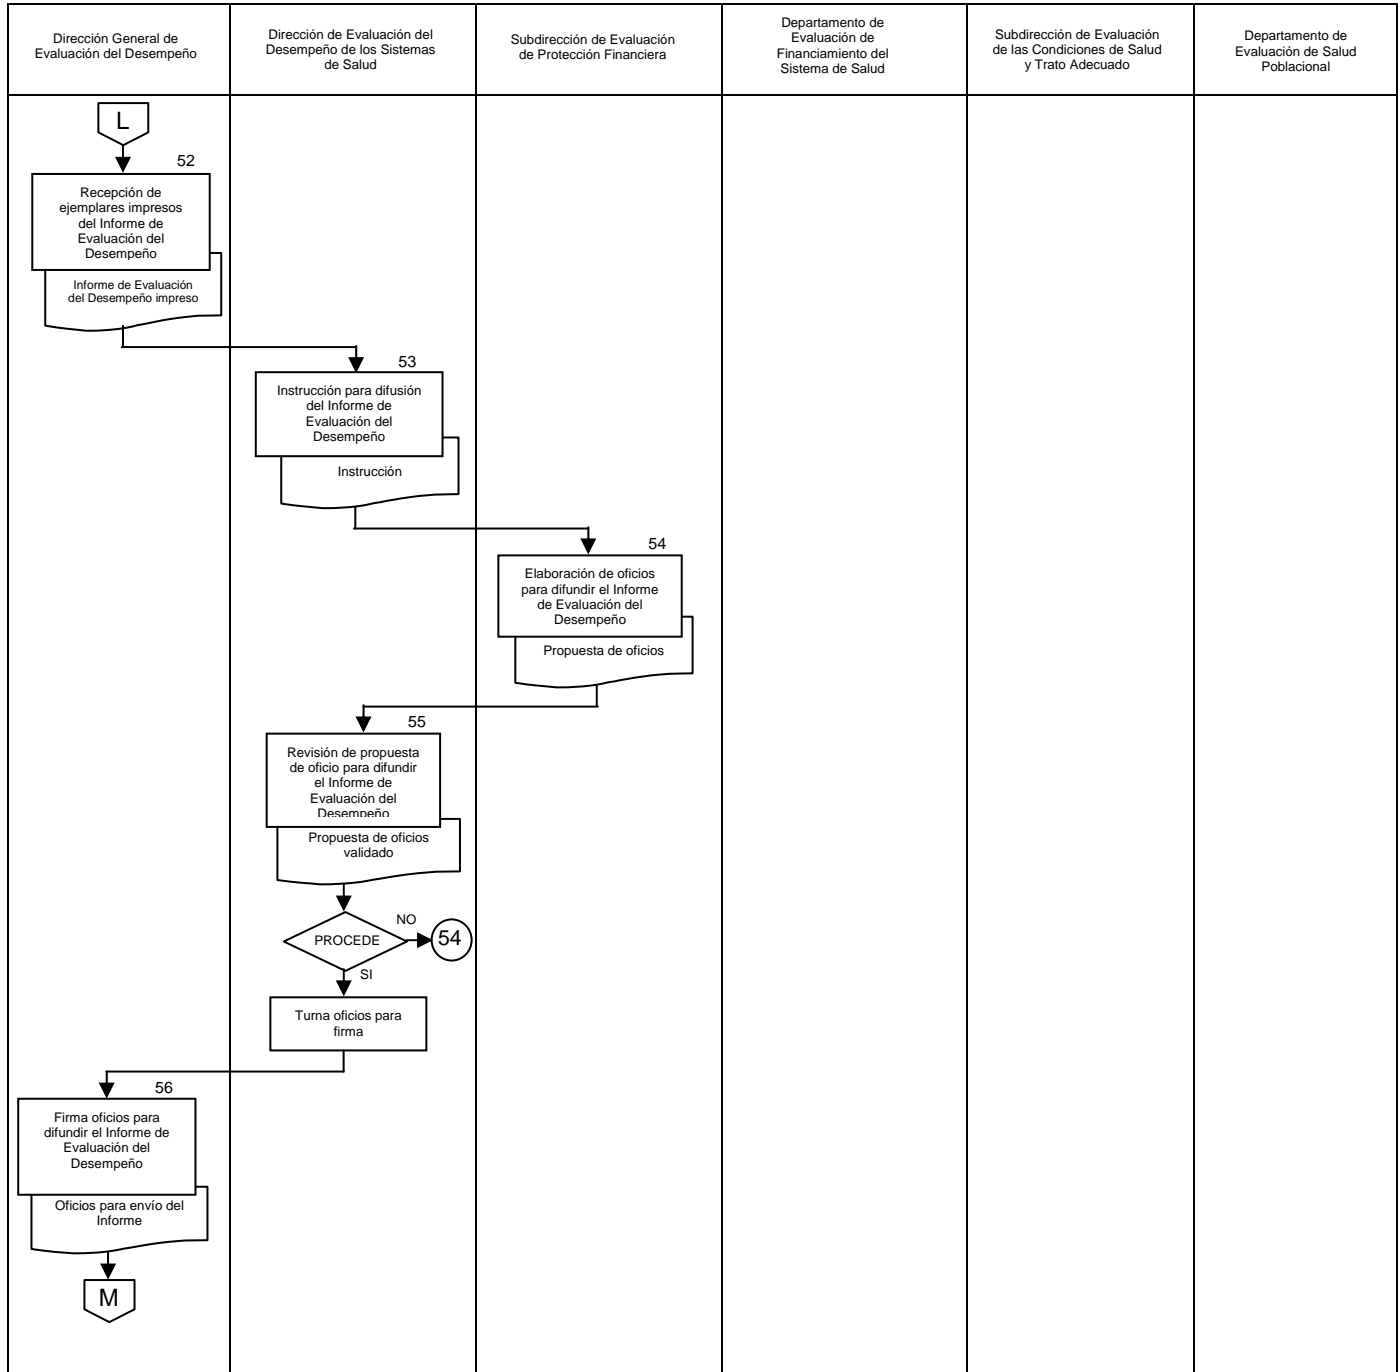 Dirección General de
Evaluación del Desempeño
Dirección de Evaluación del
Desempeño de los Sistemas
de Salud
Subdirección de Evaluación
de Protección Financiera
Departamento de
Evaluación de
Financiamiento del
Sistema de Salud
Subdirección de Evaluación
de las Condiciones de Salud
y Trato Adecuado
Departamento de
Evaluación de Salud
Poblacional
L
52
Recepción de
ejemplares impresos
del Informe de
Evaluación del
Desempeño
Informe de Evaluación
del Desempeño impreso
53
Instrucción para difusión
del Informe de
Evaluación del
Desempeño
Instrucción
54
Elaboración de oficios
para difundir el Informe
de Evaluación del
Desempeño
Propuesta de oficios
55
Revisión de propuesta
de oficio para difundir
el Informe de
Evaluación del
Desempeño
Propuesta de oficios
validado
PROCEDE
NO
54
SI
Turna oficios para
firma
56
Firma oficios para
difundir el Informe de
Evaluación del
Desempeño
Oficios para envío del
Informe
M